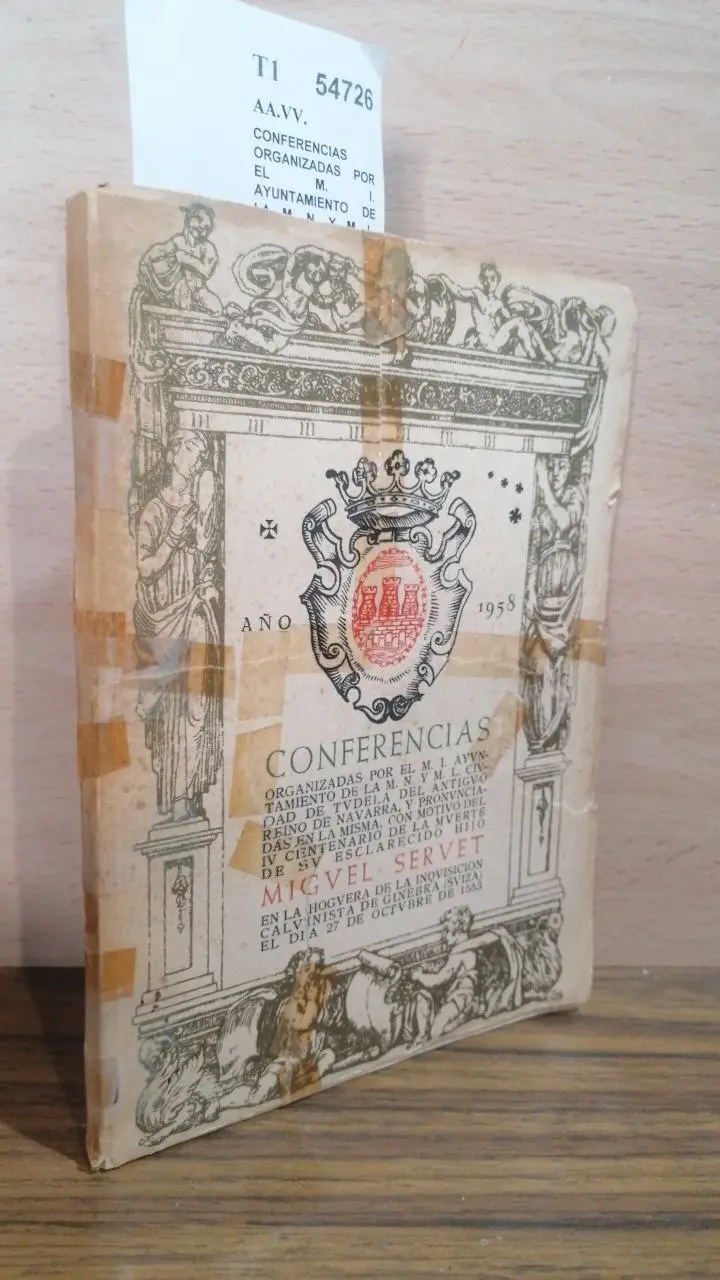 T1 54726
AA.VV.
CONFERENCIAS
ORGANIZADAS POR
EL M. I.
AYUNTAMIENTO DE
LA M. N. Y M. L.
AÑO 1958
CONFERENCIAS
ORGANIZADAS POR EL M. I. AYVN-
TAMIENTO DE LA M. N. Y M. L. CIV-
DAD DE TVDELA DEL ANTIGVO
REINO DE NAVARRA, Y PRONVNCIA-
DAS EN LA MISMA, CON MOTIVO DEL
IV CENTENARIO DE LA MVERTE
DE SV ESCLARECIDO HIJO
MIGVEL SERVET
EN LA HOGVERA DE LA INQVISICION
CALVINISTA DE GINEBRA (SVIZA)
EL DIA 27 DE OCTVBRE DE 1553